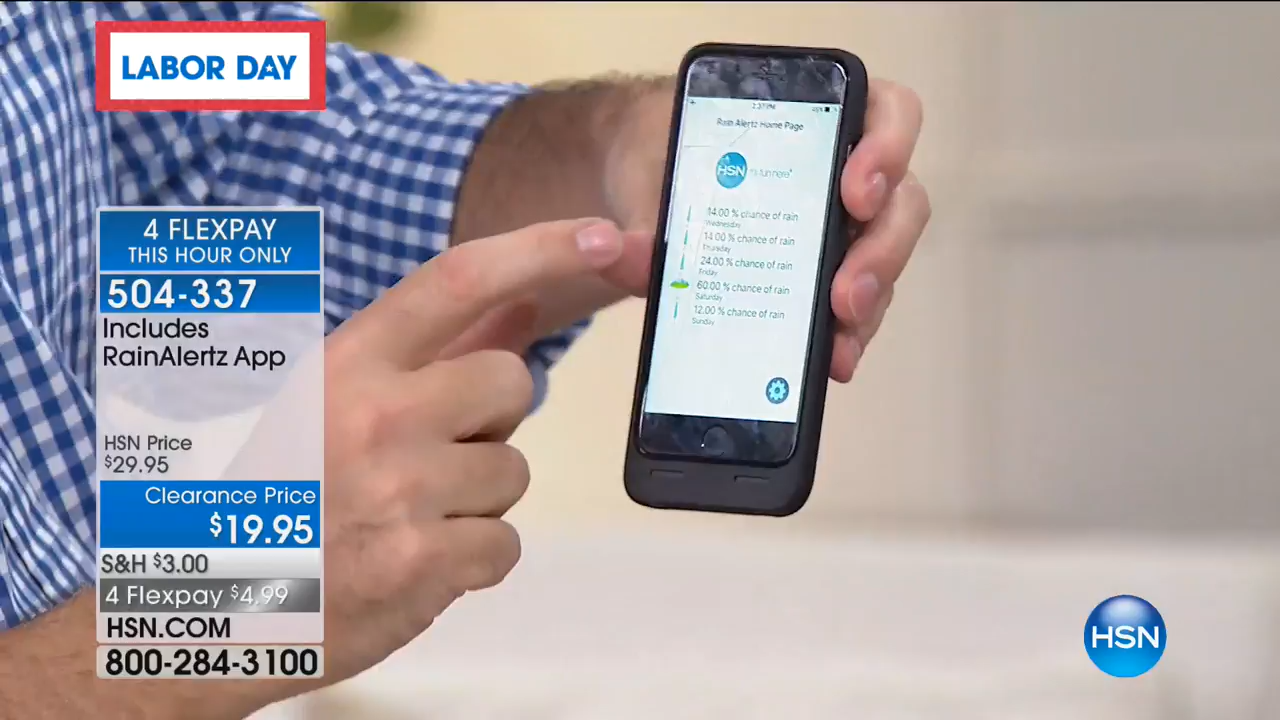 LABOR DAY
4 FLEXPAY
THIS HOUR ONLY
504-337
Includes
RainAlertz App
HSN Price
$29.95
Clearance Price
$19.95
S&H $3.00
4 Flexpay $4.99
HSN.COM
800-284-3100
2:37 PM
Rain Alertz Home Page
HSN
14.00 % chance of rain
Wednesday
14.00 % chance of rain
Thursday
24.00 % chance of rain
Friday
60.00 % chance of rain
Saturday
12.00 % chance of rain
Sunday
HSN